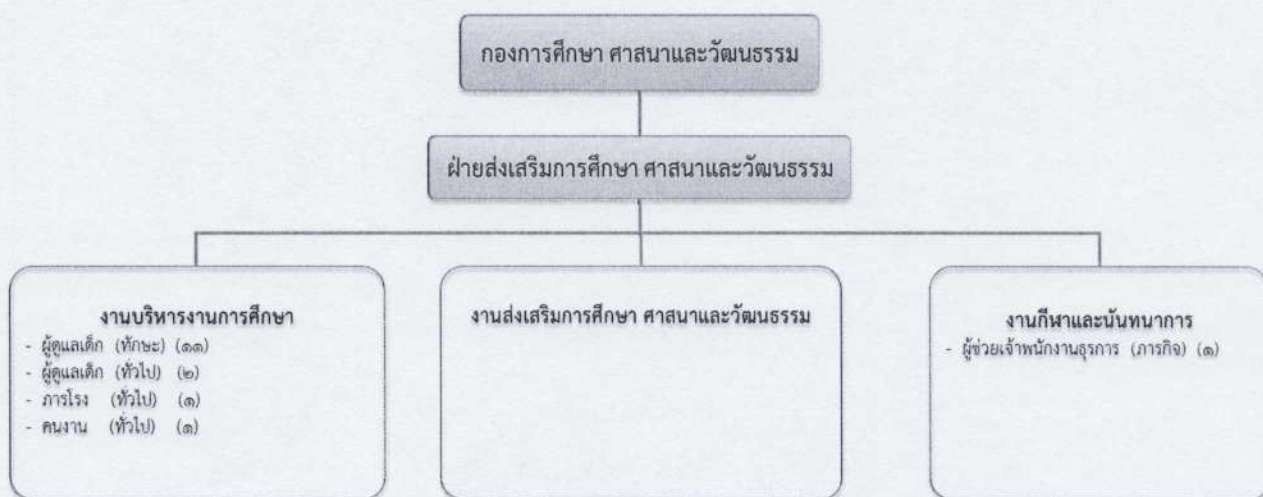 กองการศึกษา ศาสนาและวัฒนธรรม
ฝ่ายส่งเสริมการศึกษา ศาสนาและวัฒนธรรม
งานบริหารงานการศึกษา
- ผู้ดูแลเด็ก (ทักษะ) (๑๑)
- ผู้ดูแลเด็ก (ทั่วไป) (๒)
- ภารโรง (ทั่วไป) (๑)
- คนงาน (ทั่วไป) (๑)
งานส่งเสริมการศึกษา ศาสนาและวัฒนธรรม
งานกีฬาและนันทนาการ
- ผู้ช่วยเจ้าพนักงานธุรการ (ภารกิจ) (๑)